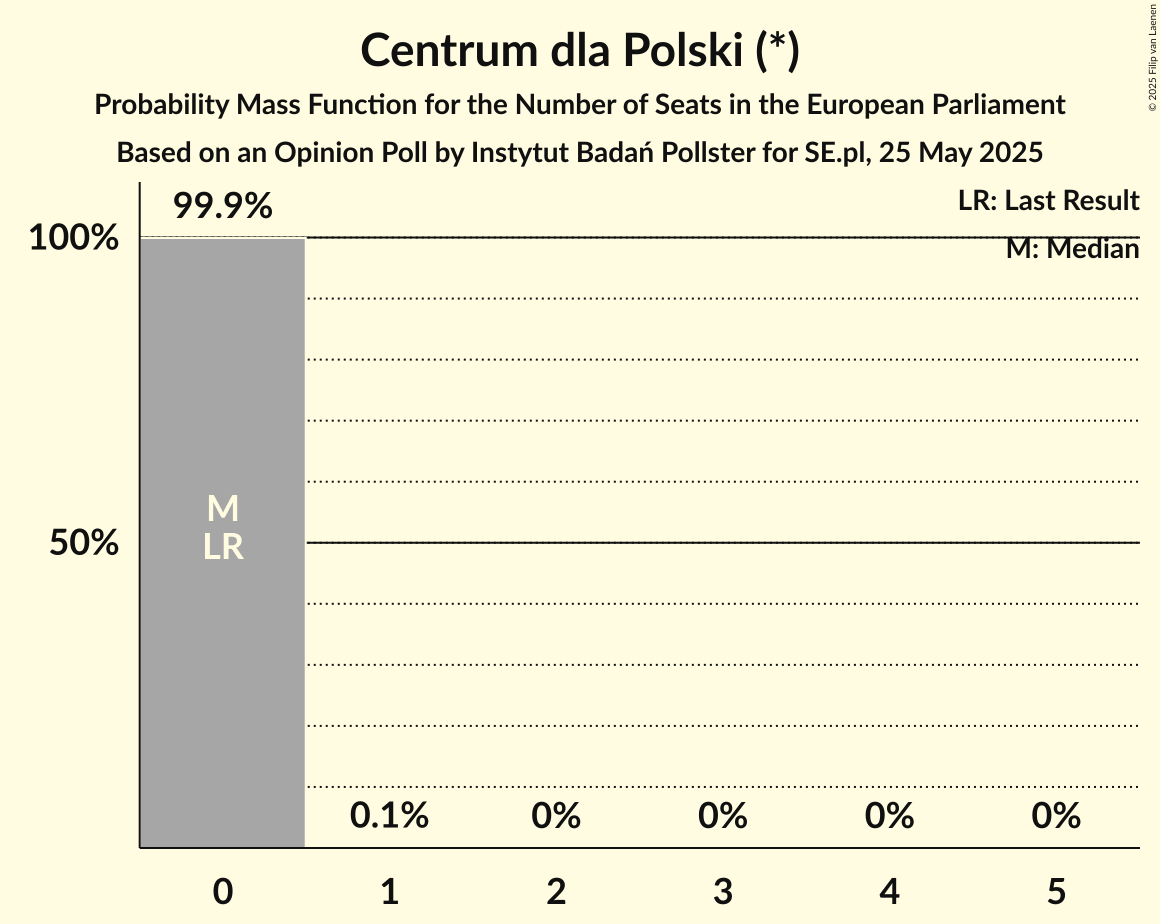 Centrum dla Polski (*)
Probability Mass Function for the Number of Seats in the European Parliament
Based on an Opinion Poll by Instytut Badań Pollster for SE.pl, 25 May 2025
© 2025 Filip van Laenen
LR: Last Result
M: Median
99.9%
100%
M
LR
50%
0.1% 0% 0% 0% 0%
0 1 2 3 4 5